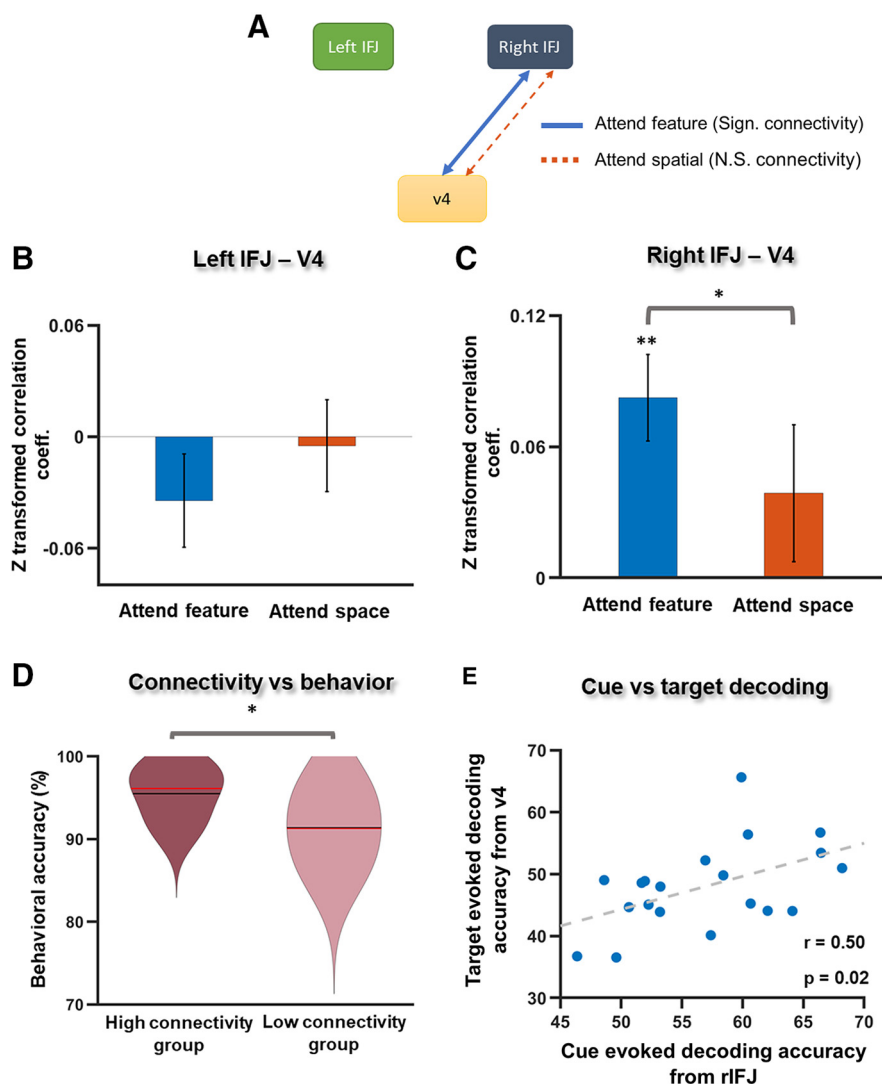 A
Left IFJ
Right IFJ
Attend feature (Sign. connectivity)
Attend spatial (N.S. connectivity)
v4
B
Left IFJ – V4
Z transformed correlation
coeff.
0.06
0
-0.06
Attend feature
Attend space
C
Right IFJ – V4
*
**
Z transformed correlation
coeff.
0.12
0.06
0
Attend feature
Attend space
D
Connectivity vs behavior
*
Behavioral accuracy (%)
100
90
80
70
High connectivity
group
Low connectivity
group
E
Cue vs target decoding
Target evoked decoding
accuracy from v4
70
60
50
40
30
r = 0.50
p = 0.02
45
50
55
60
65
70
Cue evoked decoding accuracy
from rIFJ